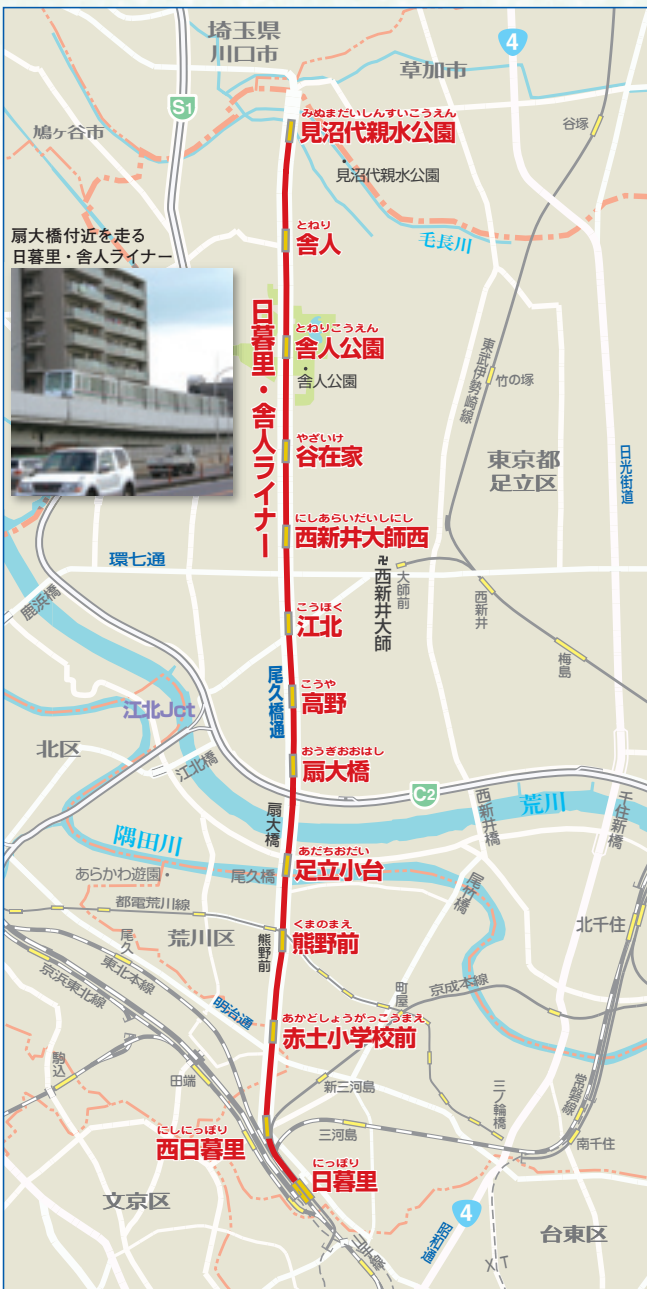 埼玉県
川口市
4
草加市
S1
みぬまだいしんすいこうえん
見沼代親水公園
谷塚
鳩ヶ谷市
見沼代親水公園
扇大橋付近を走る
日暮里・舎人ライナー
とねり
舎人
毛長川
日暮里・舎人ライナー
とねりこうえん
舎人公園
舎人公園
東武伊勢崎線
竹の塚
やざいけ
谷在家
東京都
足立区
日光街道
にしあらいだいしにし
西新井大師西
環七通
卍西新井大師
大師前
西新井
鹿浜橋
こうほく
江北
梅島
尾久橋通
こうや
高野
江北Jct
北区
江北橋
おうぎおおはし
扇大橋
C2
荒川
西新井橋
千住新橋
扇大橋
隅田川
あだちおだい
足立小台
あらかわ遊園
尾久橋
尾竹橋
都電荒川線
荒川区
くまのまえ
熊野前
熊野前
北千住
尾久
東北本線
京浜東北線
町屋
京成本線
明治通
あかどしょうがっこうまえ
赤土小学校前
駒込
田端
新三河島
三ノ輪橋
常磐線
にしにっぽり
西日暮里
三河島
南千住
にっぽり
日暮里
文京区
4
昭和通
台東区
山手線